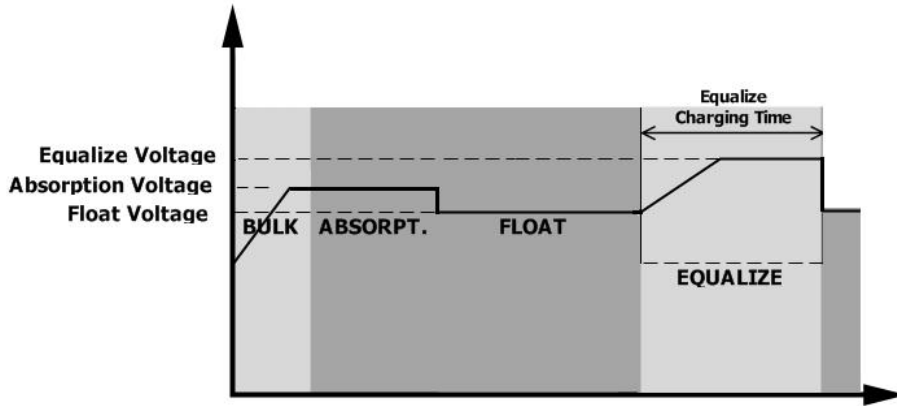 Equalize
Charging Time
Equalize Voltage
Absorption Voltage
Float Voltage
BULK
ABSORPT.
FLOAT
EQUALIZE